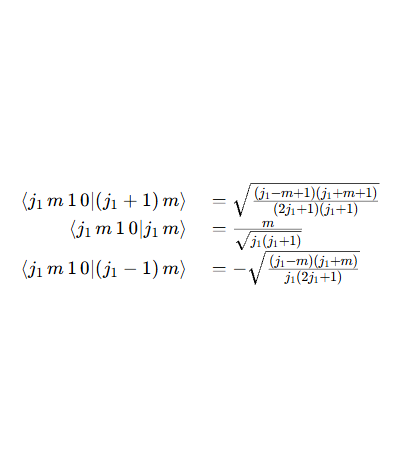 ⟨j₁ m 1 0|(j₁ + 1) m⟩ = √((j₁−m+1)(j₁+m+1)/(2j₁+1)(j₁+1))
⟨j₁ m 1 0|j₁ m⟩ = m/√(j₁(j₁+1))
⟨j₁ m 1 0|(j₁ − 1) m⟩ = −√((j₁−m)(j₁+m)/j₁(2j₁+1))